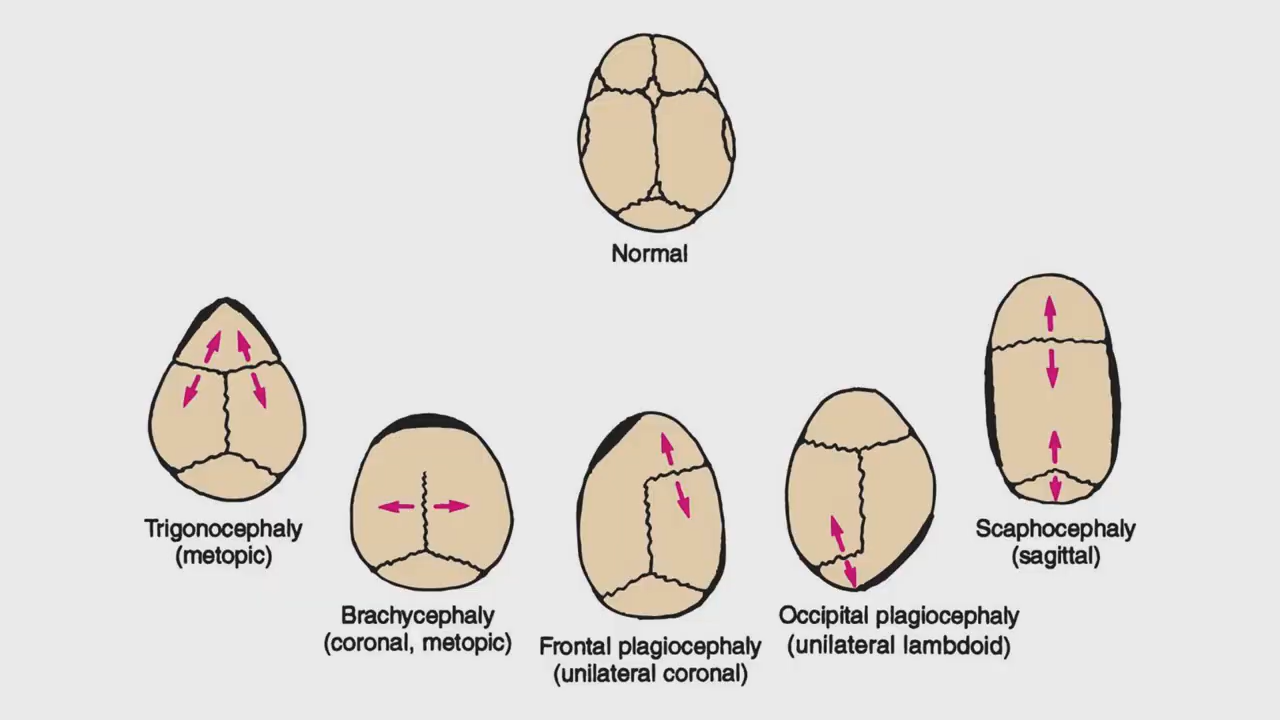 Normal
Trigonocephaly
(metopic)
Brachycephaly
(coronal, metopic)
Frontal plagiocephaly
(unilateral coronal)
Occipital plagiocephaly
(unilateral lambdoid)
Scaphocephaly
(sagittal)